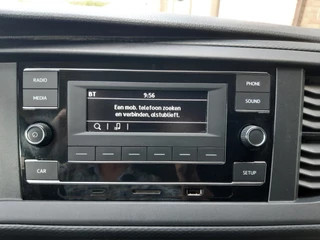 RADIO
MEDIA
CAR
BT 9:56
Een mob. telefoon zoeken
en verbinden, alstublieft.
PHONE
SOUND
SETUP